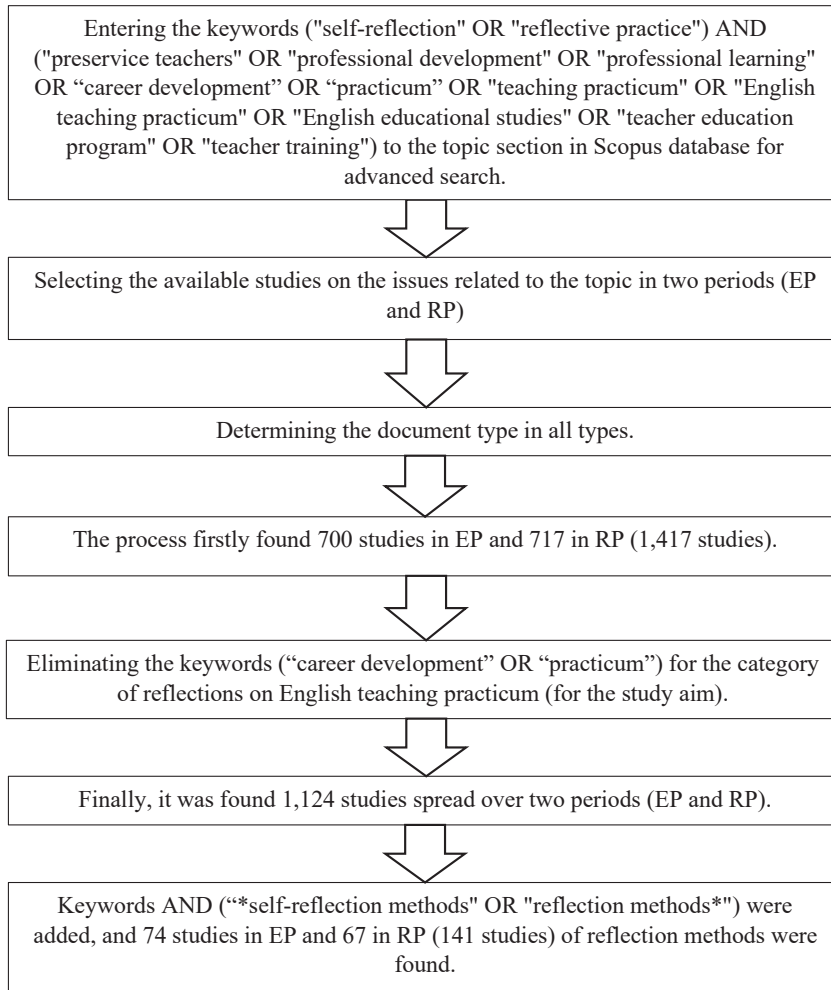 Entering the keywords ("self-reflection" OR "reflective practice") AND
("preservice teachers" OR "professional development" OR "professional learning"
OR “career development” OR “practicum” OR "teaching practicum" OR "English
teaching practicum" OR "English educational studies" OR "teacher education
program" OR "teacher training") to the topic section in Scopus database for
advanced search.
Selecting the available studies on the issues related to the topic in two periods (EP
and RP)
Determining the document type in all types.
The process firstly found 700 studies in EP and 717 in RP (1,417 studies).
Eliminating the keywords (“career development” OR “practicum”) for the category
of reflections on English teaching practicum (for the study aim).
Finally, it was found 1,124 studies spread over two periods (EP and RP).
Keywords AND (“*self-reflection methods" OR "reflection methods*") were
added, and 74 studies in EP and 67 in RP (141 studies) of reflection methods were
found.